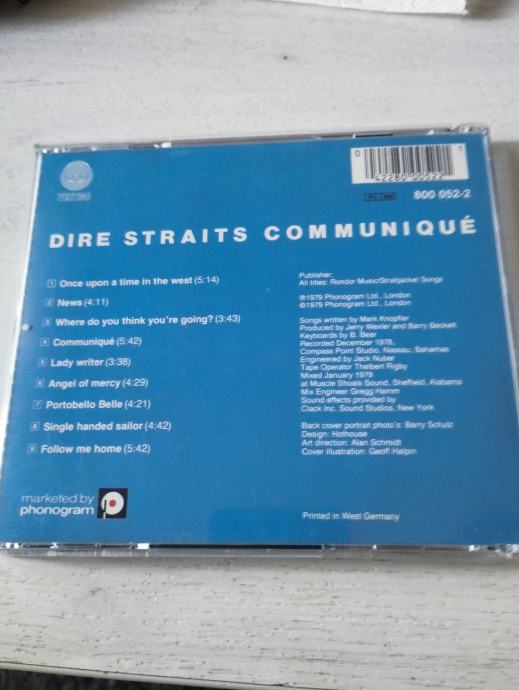 VERTIGO
0 42280 00522 1
800 052-2
DIRE STRAITS COMMUNIQUÉ
1 Once upon a time in the west (5:14)
2 News (4:11)
3 Where do you think you're going? (3:43)
4 Communiqué (5:42)
5 Lady writer (3:38)
6 Angel of mercy (4:29)
7 Portobello Belle (4:21)
8 Single handed sailor (4:42)
9 Follow me home (5:42)
Publisher:
All titles: Rondor Music/Straitjacket Songs
℗1979 Phonogram Ltd., London
©1979 Phonogram Ltd., London
Songs written by Mark Knopfler
Produced by Jerry Wexler and Barry Beckett
Keyboards by B. Bear
Recorded December 1978,
Compass Point Studio, Nassau, Bahamas
Engineered by Jack Nuber
Tape Operator Thelbert Rigby
Mixed January 1979
at Muscle Shoals Sound, Sheffield, Alabama
Mix Engineer Gregg Hamm
Sound effects provided by
Clack Inc. Sound Studios, New York
Back cover portrait photo's: Barry Schulz
Design: Hothouse
Art direction: Alan Schmidt
Cover illustration: Geoff Halpin
marketed by
phonogram
Printed in West Germany